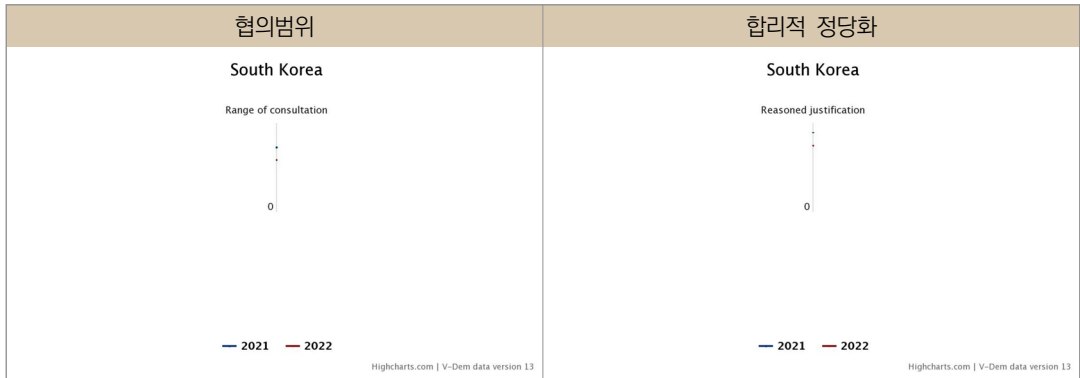 협의범위
South Korea
Range of consultation
0
2021 2022
Highcharts.com | V-Dem data version 13
합리적 정당화
South Korea
Reasoned justification
0
2021 2022
Highcharts.com | V-Dem data version 13